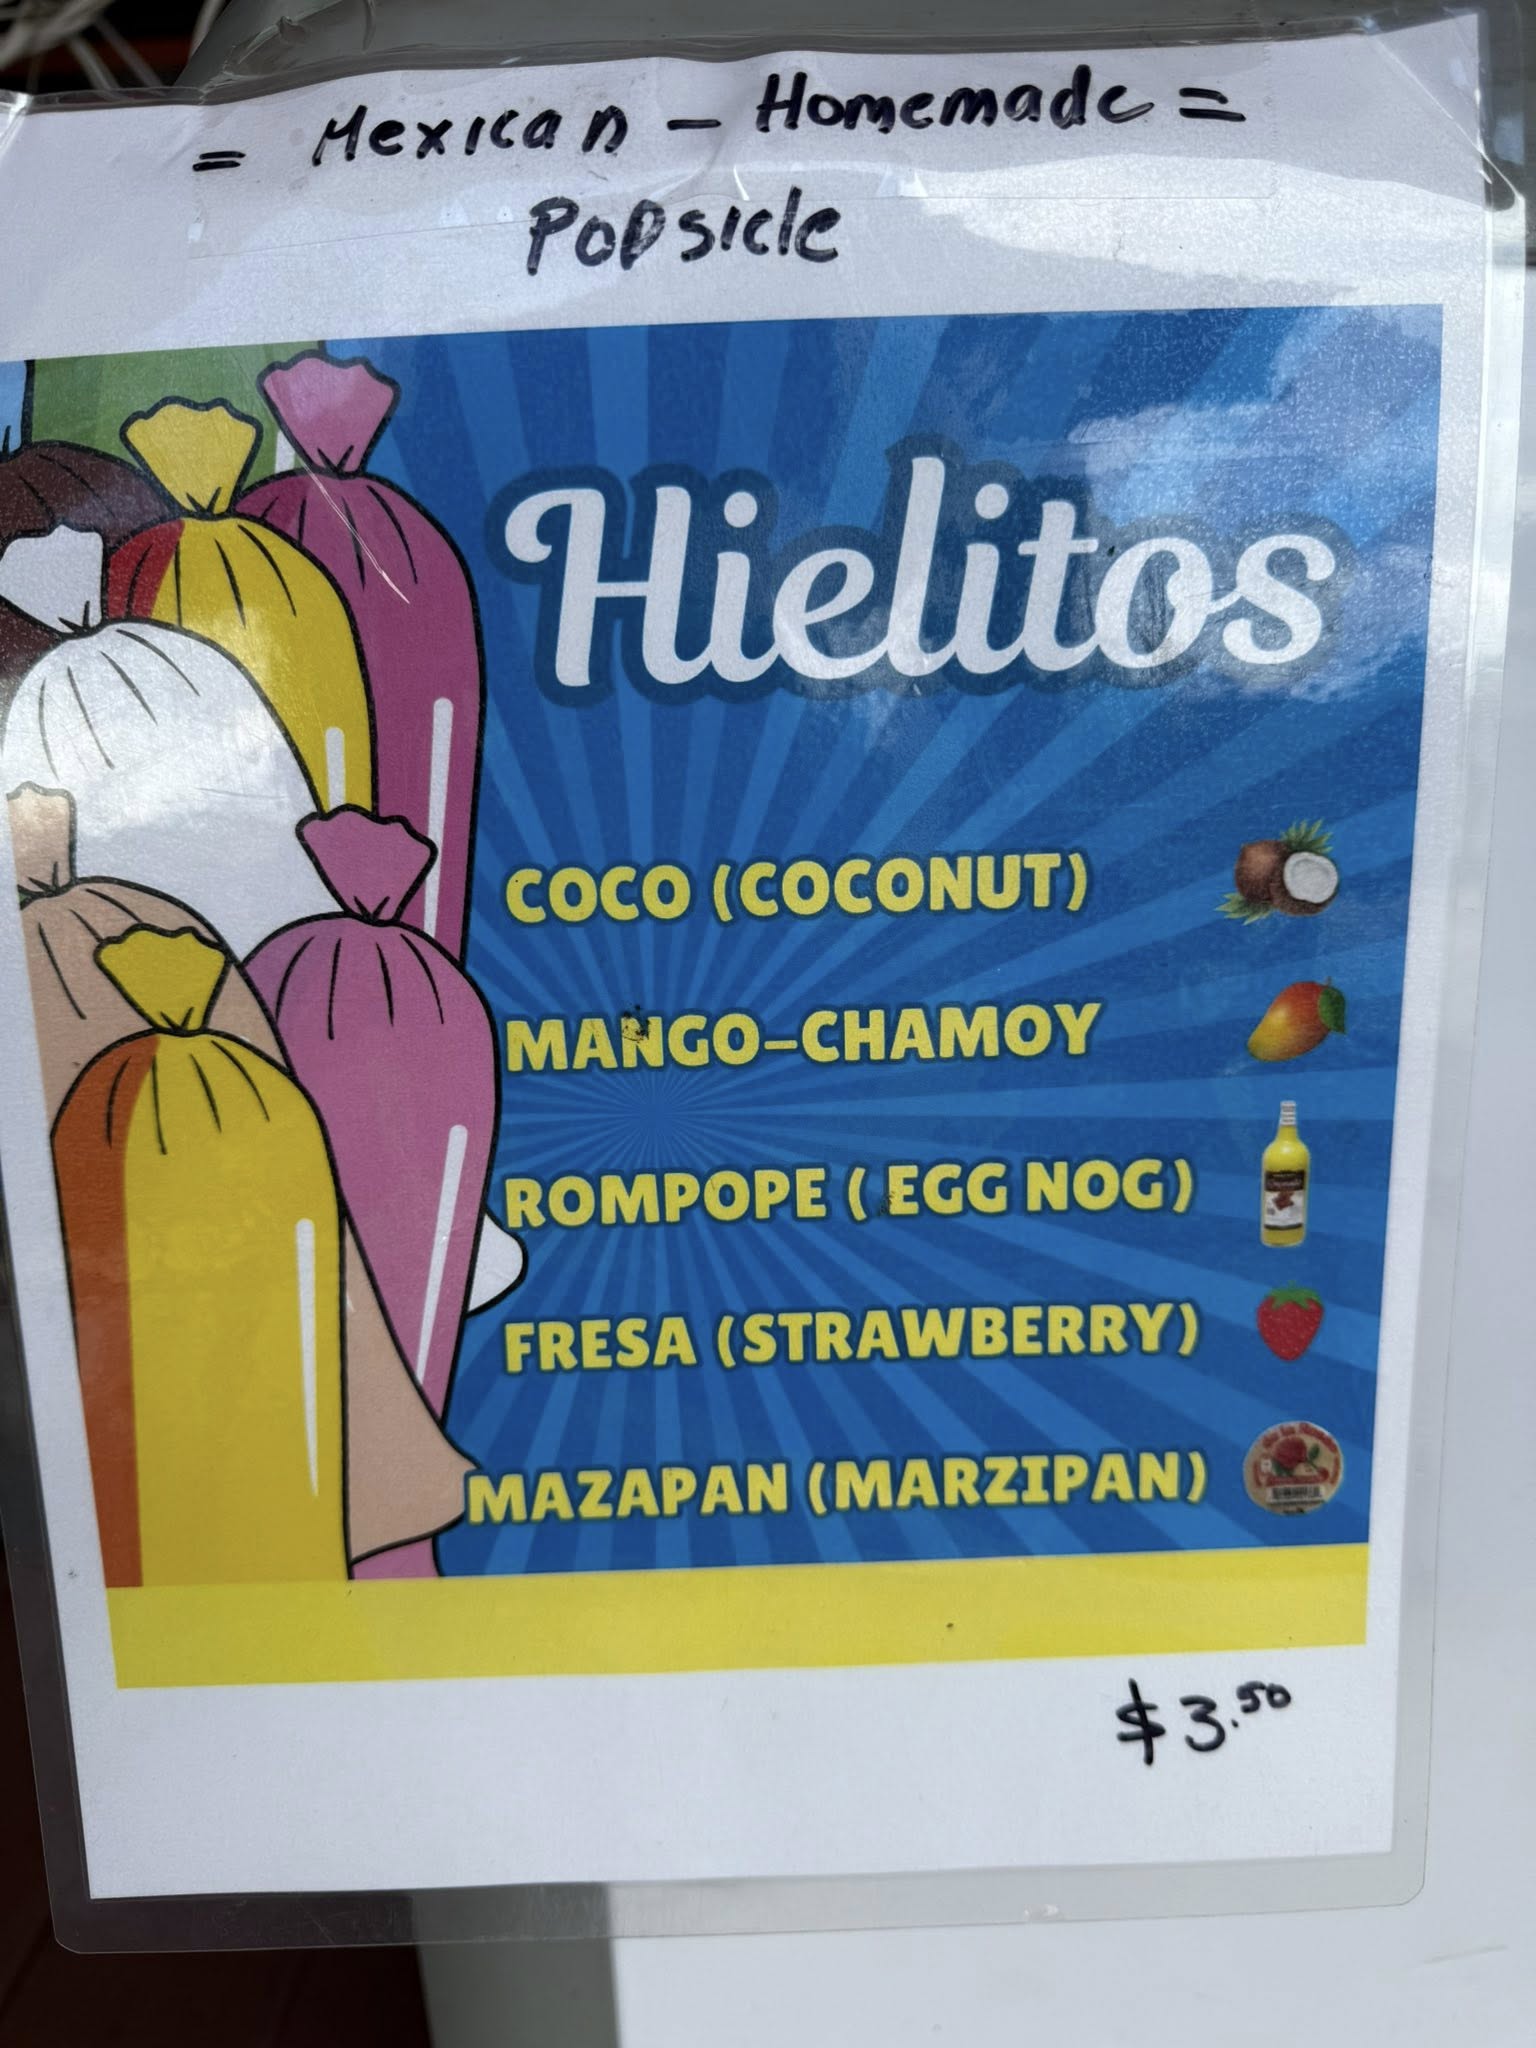 = Mexican - Homemade =
Popsicle
Hielitos
COCO (COCONUT)
MANGO-CHAMOY
ROMPOPE ( EGG NOG)
FRESA (STRAWBERRY)
MAZAPAN (MARZIPAN)
$3.50